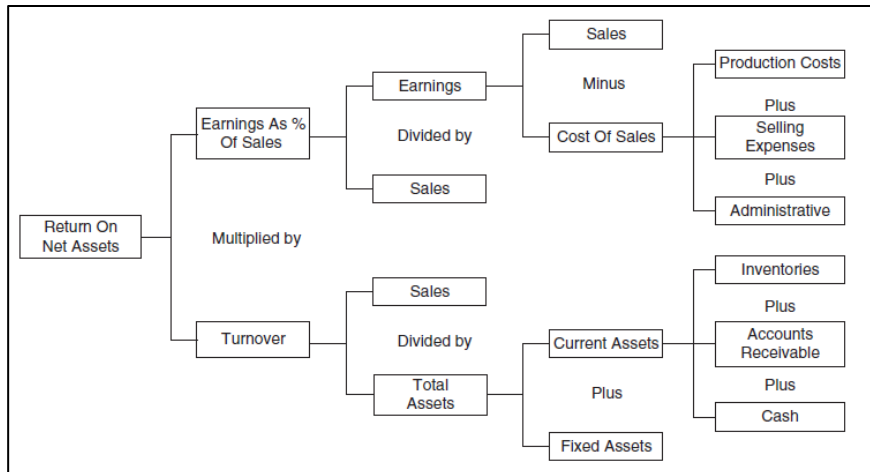 Sales
Production Costs
Earnings
Minus
Plus
Earnings As %
Of Sales
Divided by
Cost Of Sales
Selling
Expenses
Plus
Sales
Administrative
Return On
Net Assets
Multiplied by
Inventories
Sales
Plus
Turnover
Divided by
Current Assets
Accounts
Receivable
Total
Assets
Plus
Plus
Cash
Fixed Assets